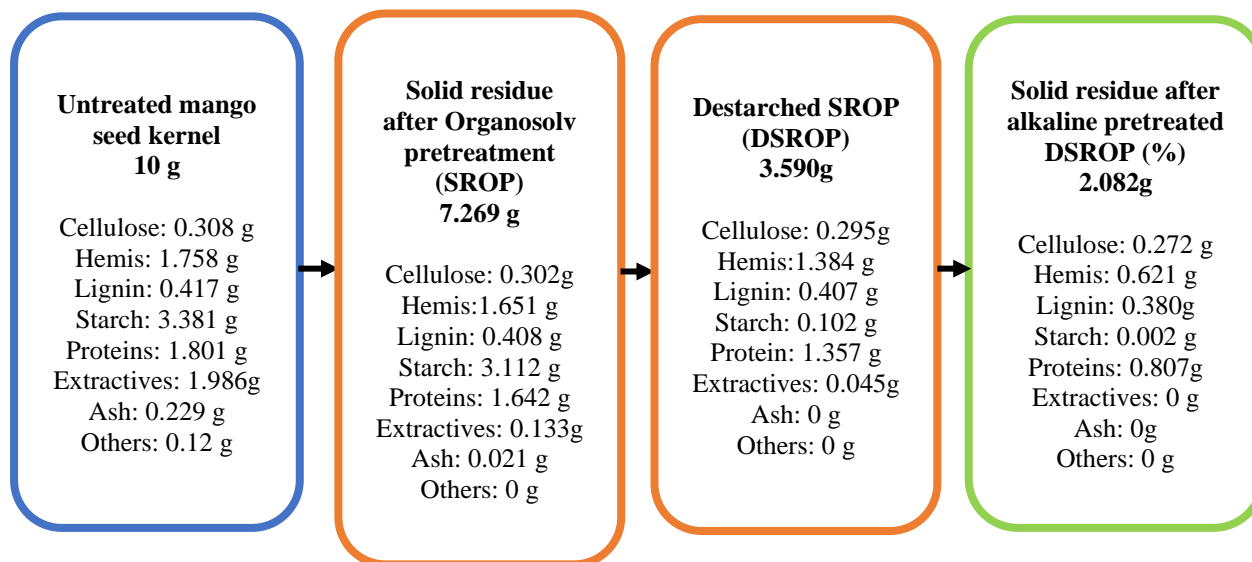 Untreated mango
seed kernel
10 g
Cellulose: 0.308 g
Hemis: 1.758 g
Lignin: 0.417 g
Starch: 3.381 g
Proteins: 1.801 g
Extractives: 1.986g
Ash: 0.229 g
Others: 0.12 g
Solid residue
after Organosolv
pretreatment
(SROP)
7.269 g
Cellulose: 0.302g
Hemis:1.651 g
Lignin: 0.408 g
Starch: 3.112 g
Proteins: 1.642 g
Extractives: 0.133g
Ash: 0.021 g
Others: 0 g
Destarched SROP
(DSROP)
3.590g
Cellulose: 0.295g
Hemis:1.384 g
Lignin: 0.407 g
Starch: 0.102 g
Protein: 1.357 g
Extractives: 0.045g
Ash: 0 g
Others: 0 g
Solid residue after
alkaline pretreated
DSROP (%)
2.082g
Cellulose: 0.272 g
Hemis: 0.621 g
Lignin: 0.380g
Starch: 0.002 g
Proteins: 0.807g
Extractives: 0 g
Ash: 0g
Others: 0 g